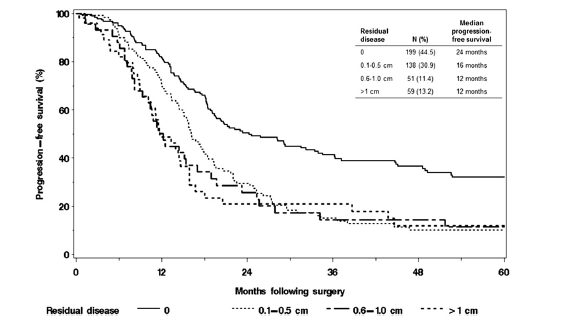 Progression-free survival (%)
100
80
60
40
20
0
0 12 24 36 48 60
Months following surgery
Residual disease N (%) Median progression-free survival
0 199 (44.5) 24 months
0.1-0.5 cm 138 (30.9) 16 months
0.6-1.0 cm 51 (11.4) 12 months
>1 cm 59 (13.2) 12 months
Residual disease 0 0.1-0.5 cm 0.6-1.0 cm >1 cm